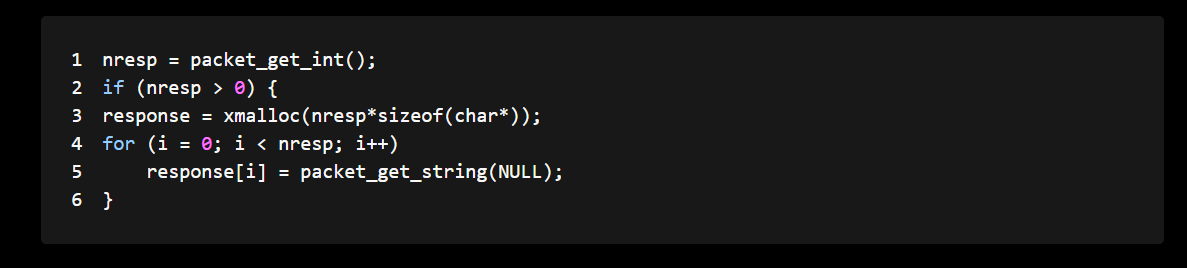 1 nresp = packet_get_int();
2 if (nresp > 0) {
3 response = xmalloc(nresp*sizeof(char*));
4 for (i = 0; i < nresp; i++)
5     response[i] = packet_get_string(NULL);
6 }